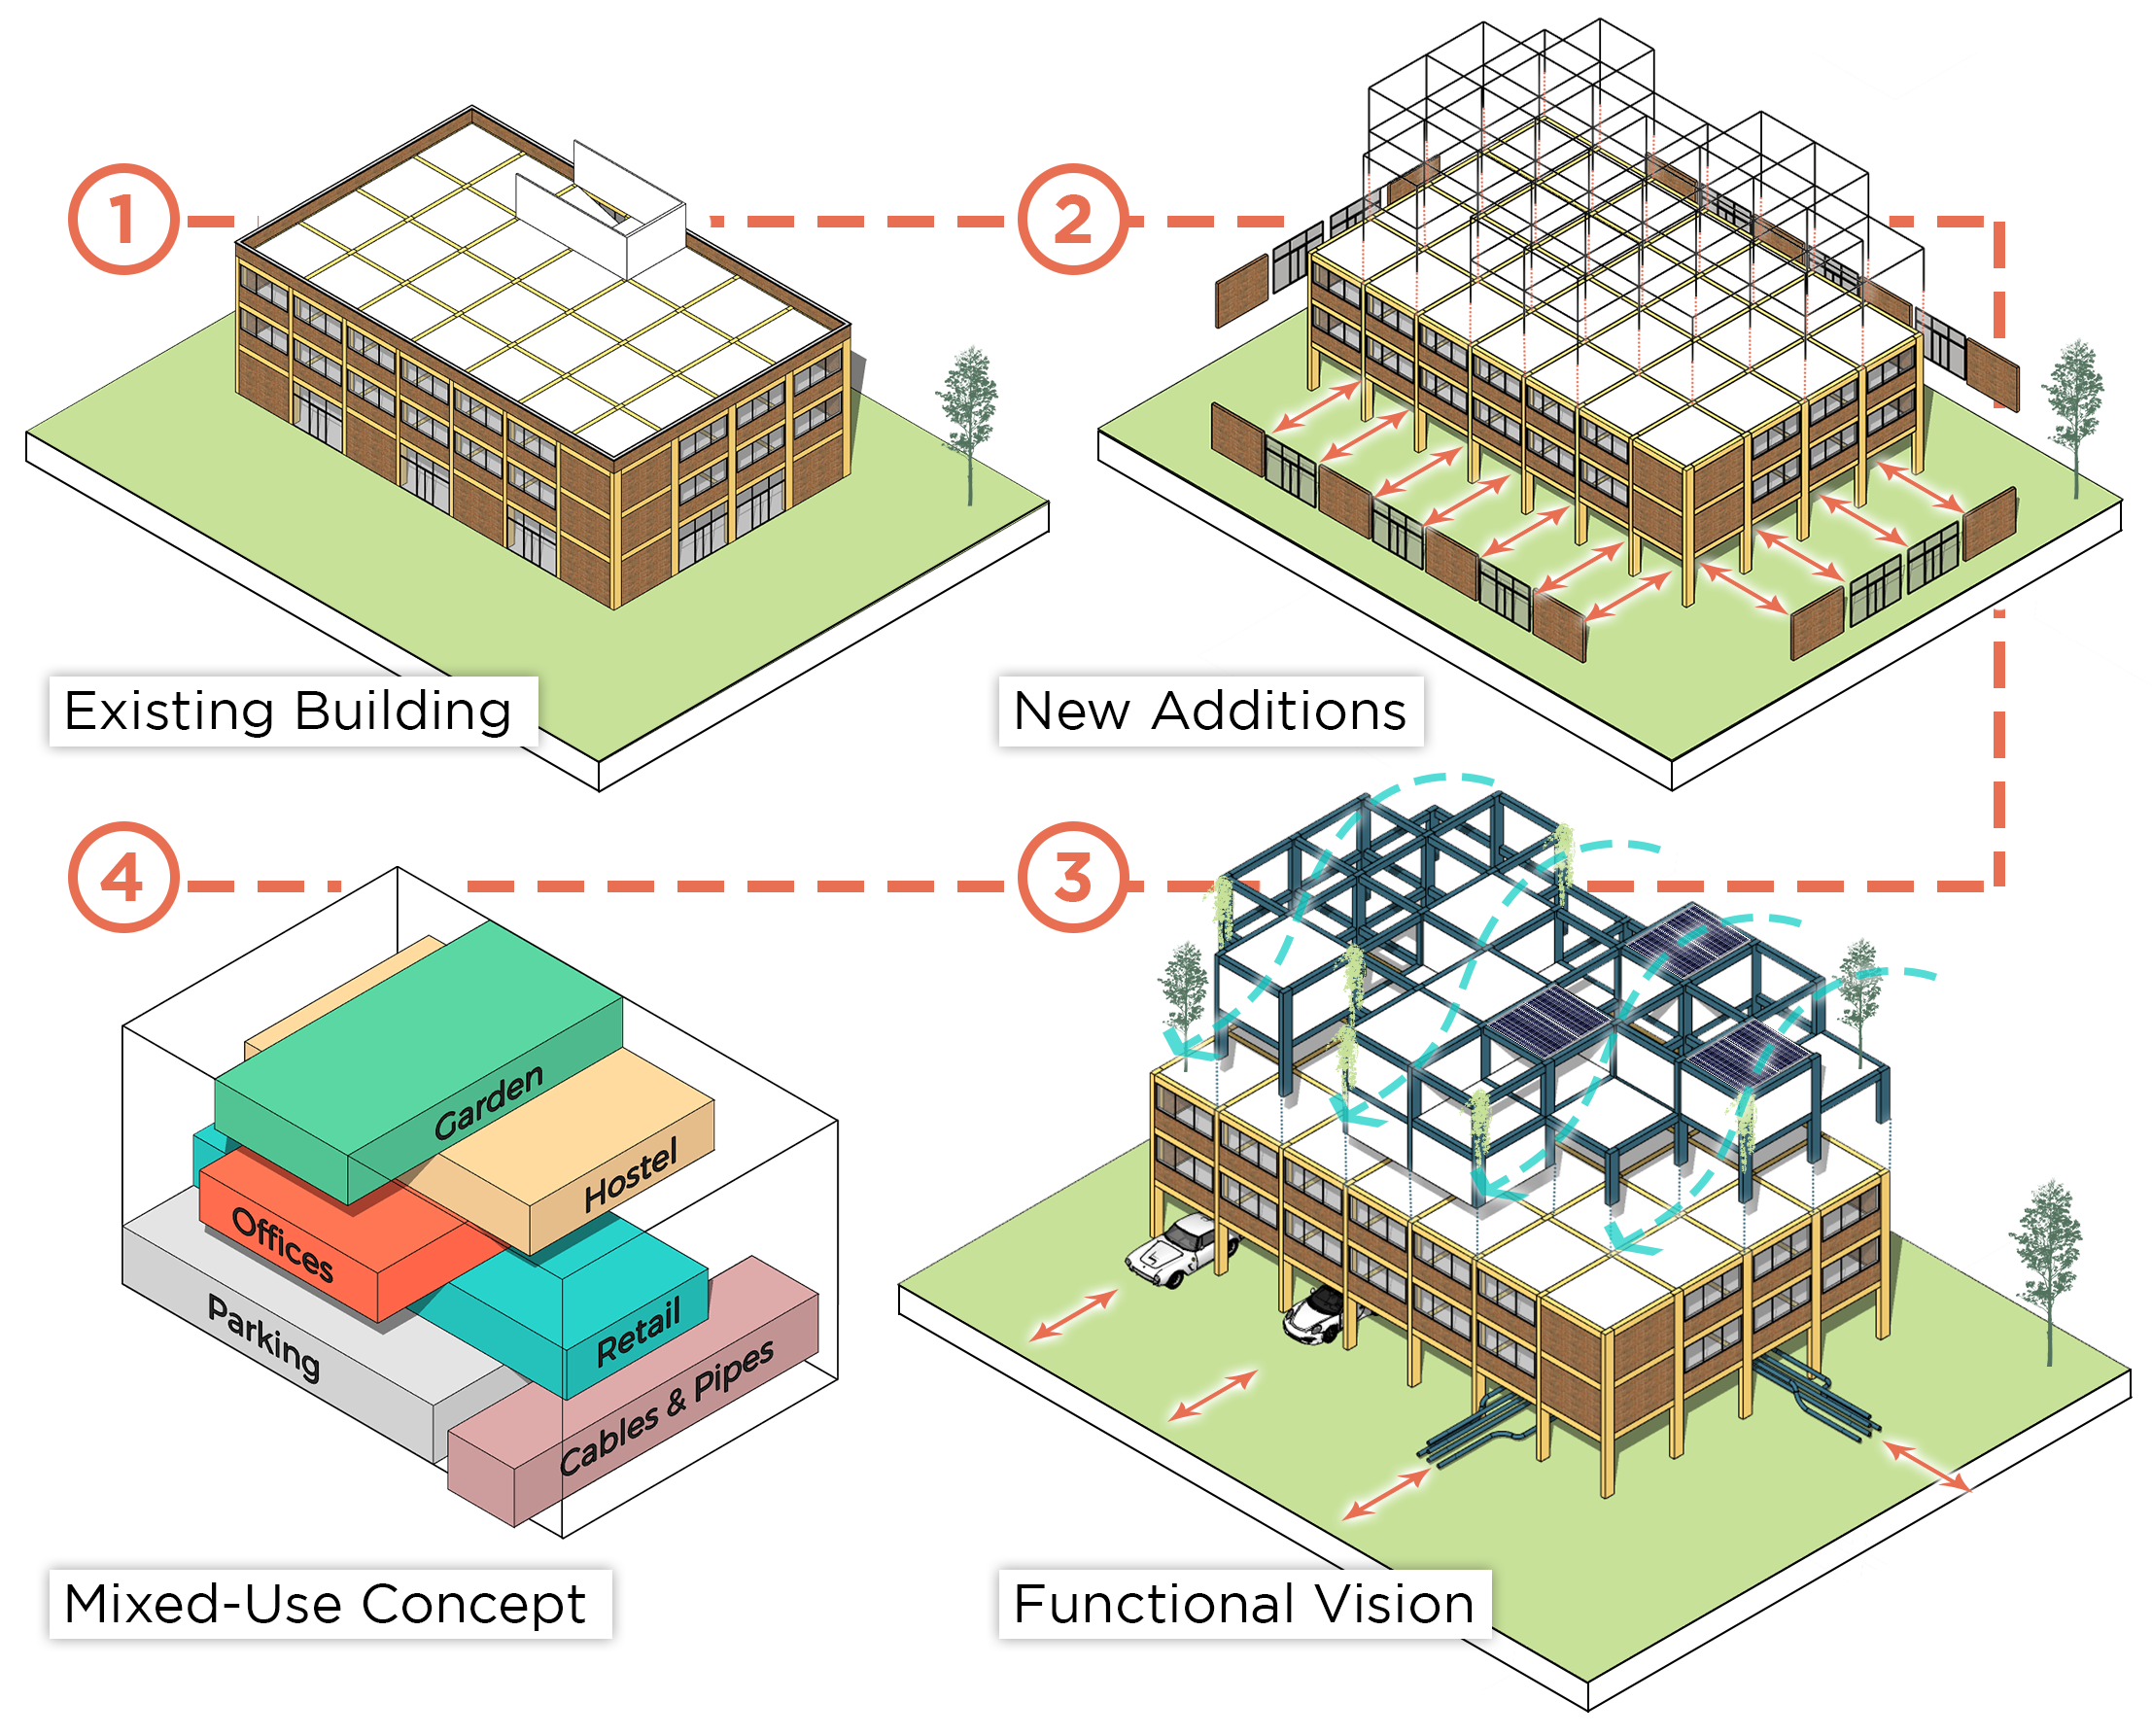 1
2
Existing Building
New Additions
4
3
Garden
Hostel
Offices
Retail
Parking
Cables & Pipes
Mixed-Use Concept
Functional Vision